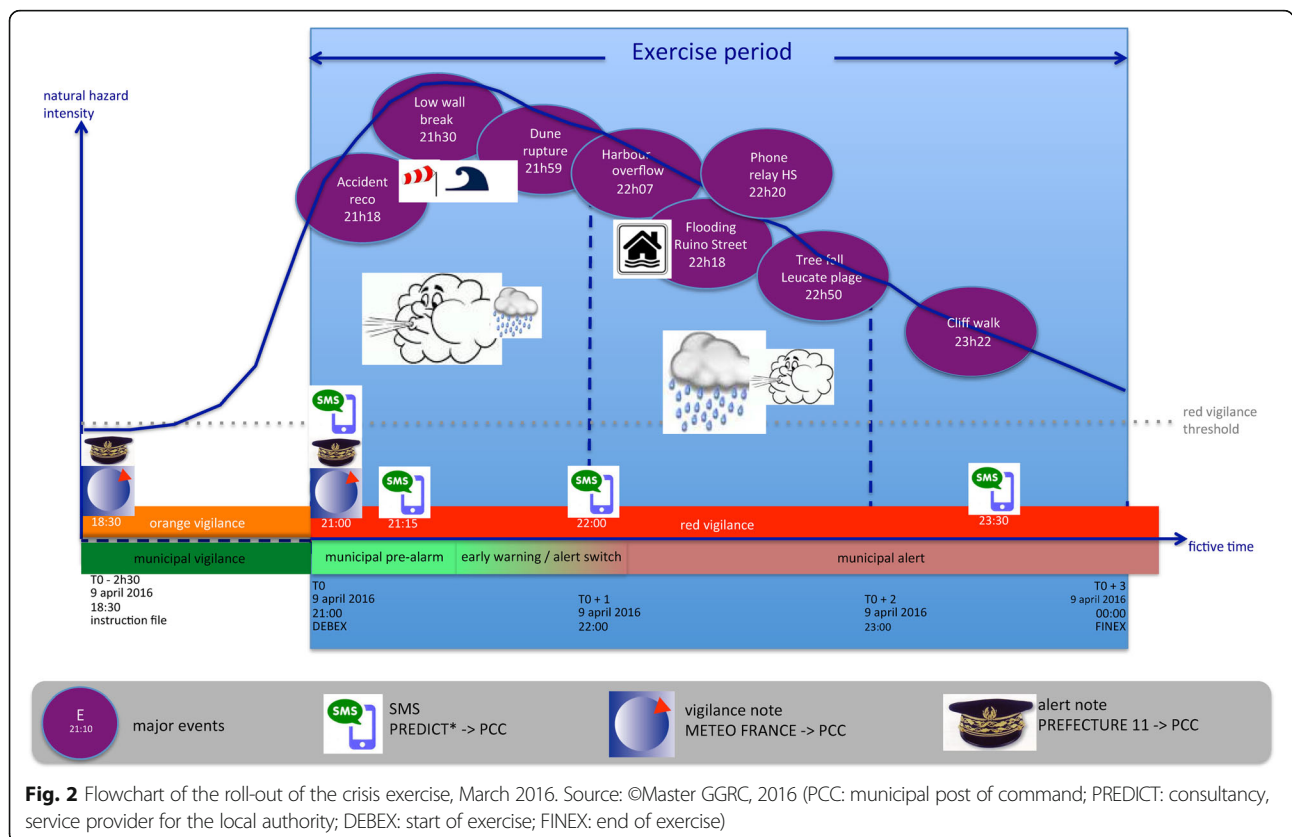 Exercise period
natural hazard
intensity
Low wall
break
21h30
Dune
rupture
21h59
Harbour
overflow
22h07
Phone
relay HS
22h20
Accident
reco
21h18
Flooding
Ruino Street
22h18
Tree fall
Leucate plage
22h50
Cliff walk
23h22
red vigilance
threshold
SMS
SMS
SMS
SMS
18:30
orange vigilance
21:00
21:15
22:00
red vigilance
23:30
fictive time
municipal vigilance
municipal pre-alarm
early warning / alert switch
municipal alert
T0 - 2h30
9 april 2016
18:30
instruction file
T0
9 april 2016
21:00
DEBEX
T0 + 1
9 april 2016
22:00
T0 + 2
9 april 2016
23:00
T0 + 3
9 april 2016
00:00
FINEX
E
21:10
major events
SMS
SMS
PREDICT* -> PCC
vigilance note
METEO FRANCE -> PCC
alert note
PREFECTURE 11 -> PCC
Fig. 2 Flowchart of the roll-out of the crisis exercise, March 2016. Source: ©Master GGRC, 2016 (PCC: municipal post of command; PREDICT: consultancy,
service provider for the local authority; DEBEX: start of exercise; FINEX: end of exercise)